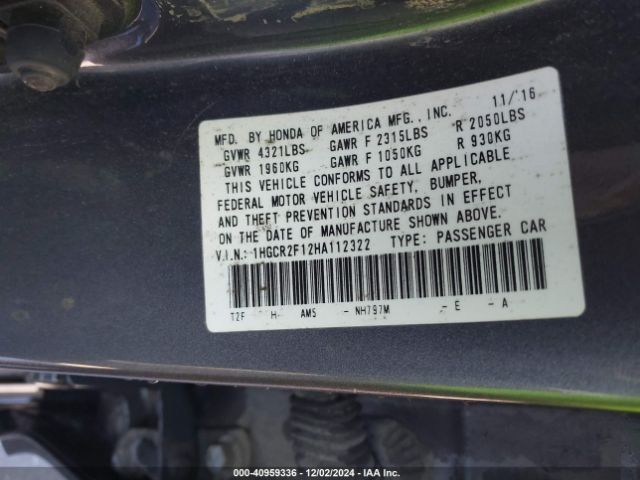 MFD. BY HONDA OF AMERICA MFG., INC. 11/'16
GVWR 4321LBS GAWR F 2315LBS R 2050LBS
GVWR 1960KG GAWR F 1050KG R 930KG
THIS VEHICLE CONFORMS TO ALL APPLICABLE
FEDERAL MOTOR VEHICLE SAFETY, BUMPER,
AND THEFT PREVENTION STANDARDS IN EFFECT
ON THE DATE OF MANUFACTURE SHOWN ABOVE.
V.I.N.: 1HGCR2F12HA112322 TYPE: PASSENGER CAR
T2F H- AM5 - NH797M - E - A
000-40959336 - 12/02/2024 - IAA Inc.